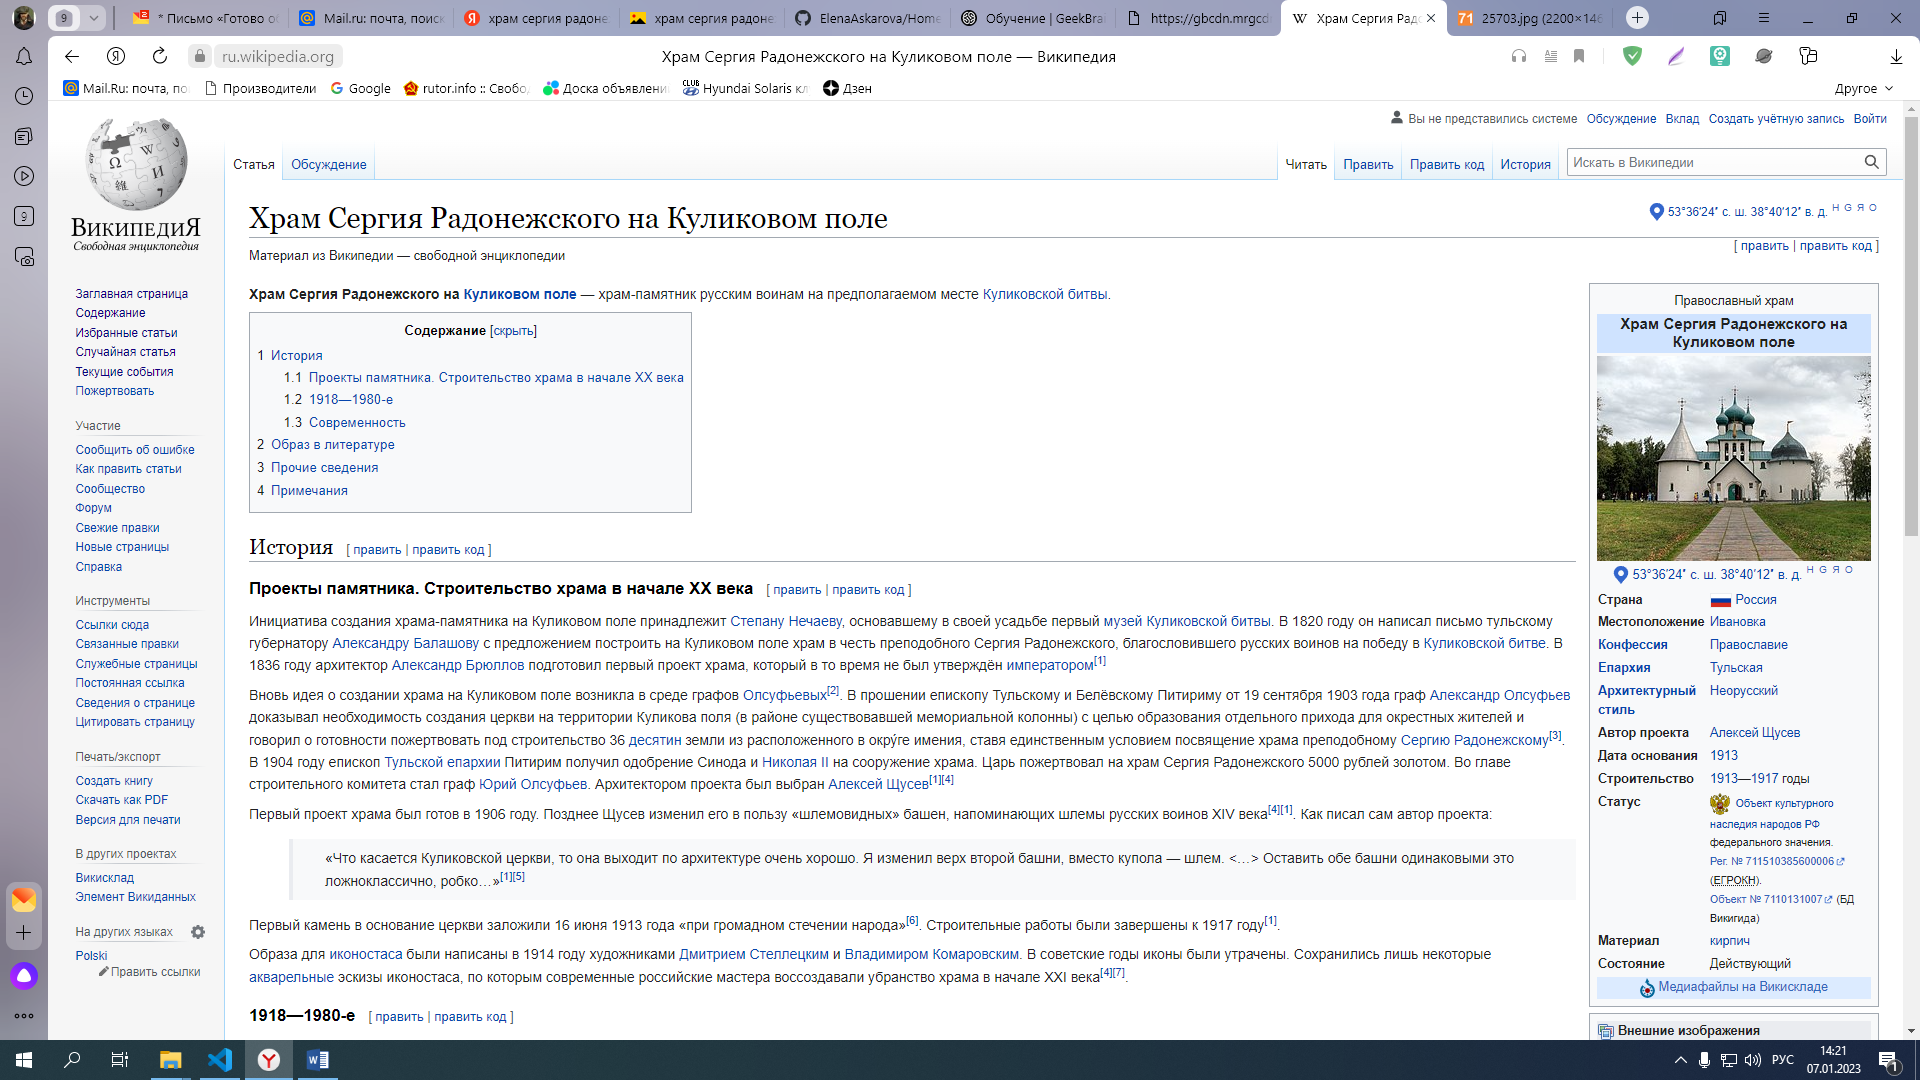 9
* Письмо «Готово об
Mail.ru: почта, поиск
храм сергия радоне
храм сергия радоне
ElenaAskarova/Home
Обучение | GeekBrai
https://gbcdn.mrgcd
Храм Сергия Радо
25703.jpg (2200×146
ru.wikipedia.org
Храм Сергия Радонежского на Куликовом поле — Википедия
Mail.Ru: почта, по
Производители
Google
rutor.info :: Свобо
Доска объявлени
Hyundai Solaris кл
Дзен
Другое
Вы не представились системе Обсуждение Вклад Создать учётную запись Войти
Статья Обсуждение
Читать Править Править код История
Искать в Википедии
ВикипедиЯ
Свободная энциклопедия
Заглавная страница
Содержание
Избранные статьи
Случайная статья
Текущие события
Пожертвовать
Участие
Сообщить об ошибке
Как править статьи
Сообщество
Форум
Свежие правки
Новые страницы
Справка
Инструменты
Ссылки сюда
Связанные правки
Служебные страницы
Постоянная ссылка
Сведения о странице
Цитировать страницу
Печать/экспорт
Создать книгу
Скачать как PDF
Версия для печати
В других проектах
Викисклад
Элемент Викиданных
На других языках
Polski
Править ссылки
Храм Сергия Радонежского на Куликовом поле
53°36′24″ с. ш. 38°40′12″ в. д. H G Я O
[ править | править код ]
Материал из Википедии — свободной энциклопедии
Храм Сергия Радонежского на Куликовом поле — храм-памятник русским воинам на предполагаемом месте Куликовской битвы.
Содержание [скрыть]
1 История
1.1 Проекты памятника. Строительство храма в начале XX века
1.2 1918—1980-е
1.3 Современность
2 Образ в литературе
3 Прочие сведения
4 Примечания
История [ править | править код ]
Проекты памятника. Строительство храма в начале XX века [ править | править код ]
Инициатива создания храма-памятника на Куликовом поле принадлежит Степану Нечаеву, основавшему в своей усадьбе первый музей Куликовской битвы. В 1820 году он написал письмо тульскому
губернатору Александру Балашову с предложением построить на Куликовом поле храм в честь преподобного Сергия Радонежского, благословившего русских воинов на победу в Куликовской битве. В
1836 году архитектор Александр Брюллов подготовил первый проект храма, который в то время не был утверждён императором[1]
Вновь идея о создании храма на Куликовом поле возникла в среде графов Олсуфьевых[2]. В прошении епископу Тульскому и Белёвскому Питириму от 19 сентября 1903 года граф Александр Олсуфьев
доказывал необходимость создания церкви на территории Куликова поля (в районе существовавшей мемориальной колонны) с целью образования отдельного прихода для окрестных жителей и
говорил о готовности пожертвовать под строительство 36 десятин земли из расположенного в окру́ге имения, ставя единственным условием посвящение храма преподобному Сергию Радонежскому[3].
В 1904 году епископ Тульской епархии Питирим получил одобрение Синода и Николая II на сооружение храма. Царь пожертвовал на храм Сергия Радонежского 5000 рублей золотом. Во главе
строительного комитета стал граф Юрий Олсуфьев. Архитектором проекта был выбран Алексей Щусев[1][4]
Первый проект храма был готов в 1906 году. Позднее Щусев изменил его в пользу «шлемовидных» башен, напоминающих шлемы русских воинов XIV века[4][1]. Как писал сам автор проекта:
«Что касается Куликовской церкви, то она выходит по архитектуре очень хорошо. Я изменил верх второй башни, вместо купола — шлем. <…> Оставить обе башни одинаковыми это
ложноклассично, робко…»[1][5]
Первый камень в основание церкви заложили 16 июня 1913 года «при громадном стечении народа»[6]. Строительные работы были завершены к 1917 году[1].
Образа для иконостаса были написаны в 1914 году художниками Дмитрием Стеллецким и Владимиром Комаровским. В советские годы иконы были утрачены. Сохранились лишь некоторые
акварельные эскизы иконостаса, по которым современные российские мастера воссоздавали убранство храма в начале XXI века[4][7].
1918—1980-е [ править | править код ]
Православный храм
Храм Сергия Радонежского на
Куликовом поле
53°36′24″ с. ш. 38°40′12″ в. д. H G Я O
Страна Россия
Местоположение Ивановка
Конфессия Православие
Епархия Тульская
Архитектурный Неорусский
стиль
Автор проекта Алексей Щусев
Дата основания 1913
Строительство 1913—1917 годы
Статус Объект культурного
наследия народов РФ
федерального значения.
Рег. № 711510385600006
(ЕГРОКН).
Объект № 7110131007 (БД
Викигида)
Материал кирпич
Состояние Действующий
Медиафайлы на Викискладе
Внешние изображения
РУС
14:21
07.01.2023
1